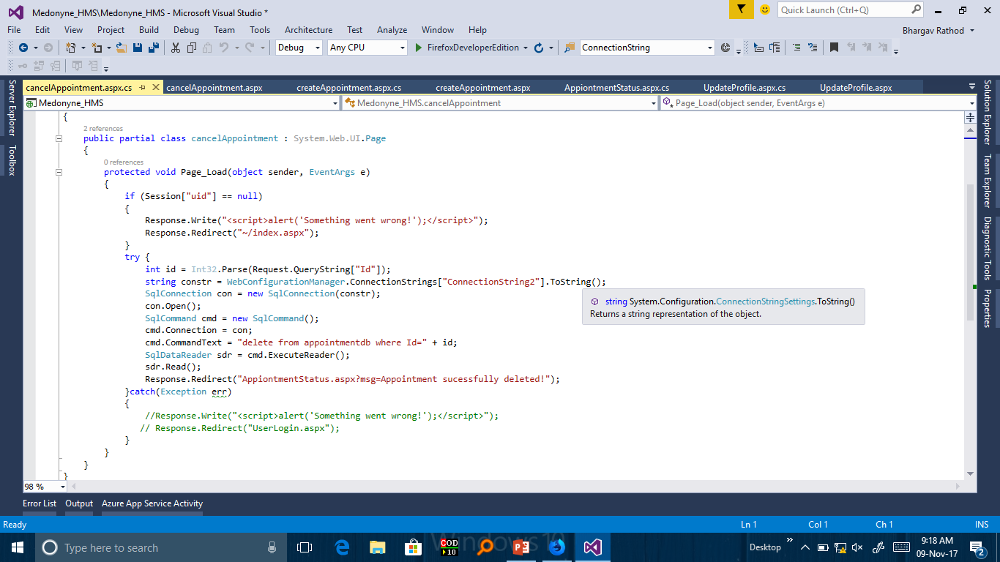 Medonyne_HMS\Medonyne_HMS - Microsoft Visual Studio *
Quick Launch (Ctrl+Q)
File Edit View Project Build Debug Team Tools Architecture Test Analyze Window Help
Bhargav Rathod
Debug Any CPU FirefoxDeveloperEdition ConnectionString
cancelAppointment.aspx.cs cancelAppointment.aspx createAppointment.aspx.cs createAppointment.aspx AppiontmentStatus.aspx.cs UpdateProfile.aspx.cs UpdateProfile.aspx
Medonyne_HMS Medonyne_HMS.cancelAppointment Page_Load(object sender, EventArgs e)
Server Explorer
Toolbox
{
2 references
public partial class cancelAppointment : System.Web.UI.Page
{
0 references
protected void Page_Load(object sender, EventArgs e)
{
if (Session["uid"] == null)
{
Response.Write("<script>alert('Something went wrong!');</script>");
Response.Redirect("~/index.aspx");
}
try {
int id = Int32.Parse(Request.QueryString["Id"]);
string constr = WebConfigurationManager.ConnectionStrings["ConnectionString2"].ToString();
SqlConnection con = new SqlConnection(constr);
con.Open();
SqlCommand cmd = new SqlCommand();
cmd.Connection = con;
cmd.CommandText = "delete from appointmentdb where Id=" + id;
SqlDataReader sdr = cmd.ExecuteReader();
sdr.Read();
Response.Redirect("AppiontmentStatus.aspx?msg=Appointment sucessfully deleted!");
}catch(Exception err)
{
//Response.Write("<script>alert('Something went wrong!');</script>");
// Response.Redirect("UserLogin.aspx");
}
}
}
}
string System.Configuration.ConnectionStringSettings.ToString()
Returns a string representation of the object.
Solution Explorer
Team Explorer
Diagnostic Tools
Properties
98 %
Error List Output Azure App Service Activity
Ready Ln 1 Col 1 Ch 1 INS
Type here to search
COD
10
Windows 10
Desktop
9:18 AM
09-Nov-17
2